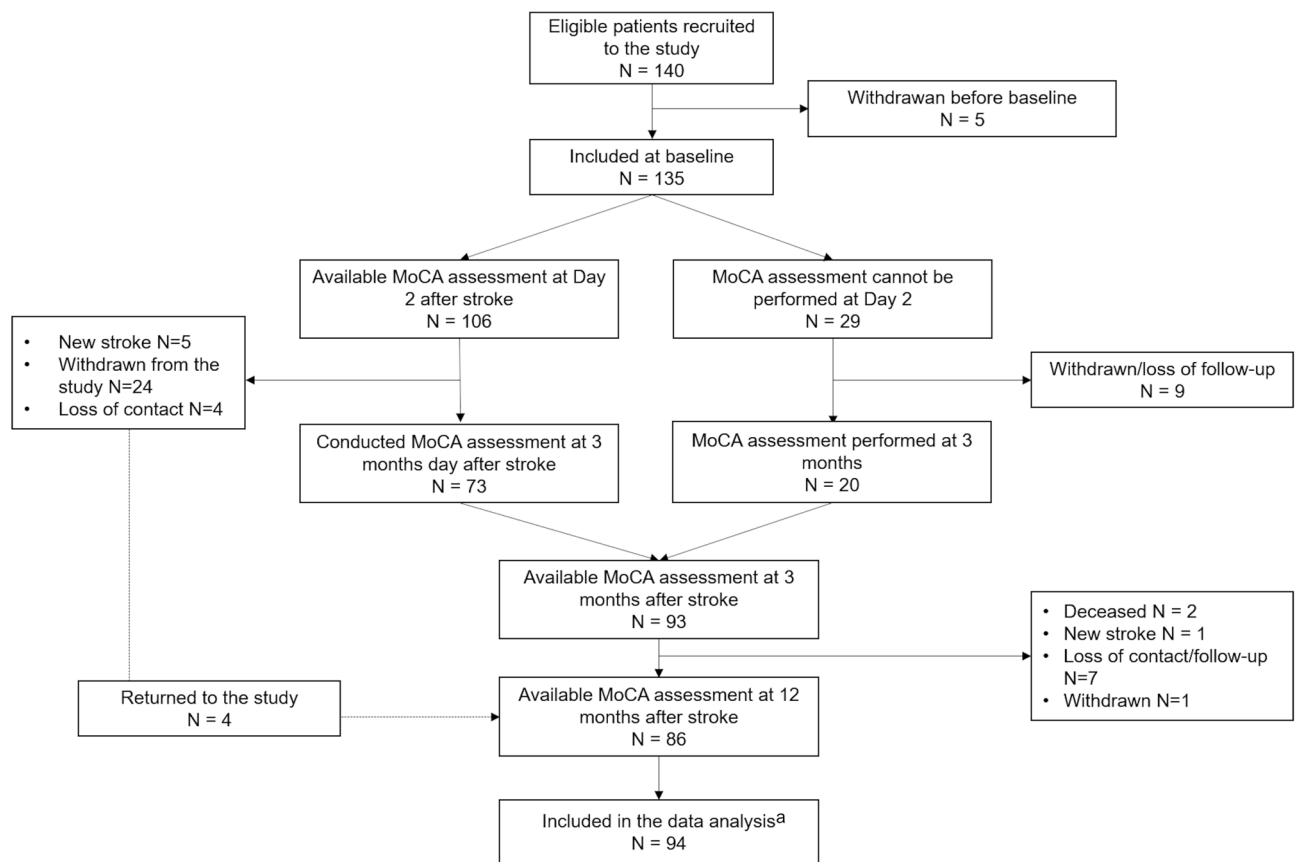 Eligible patients recruited
to the study
N = 140
Withdrawan before baseline
N = 5
Included at baseline
N = 135
Available MoCA assessment at Day
2 after stroke
N = 106
MoCA assessment cannot be
performed at Day 2
N = 29
• New stroke N=5
• Withdrawn from the
study N=24
• Loss of contact N=4
Withdrawn/loss of follow-up
N = 9
Conducted MoCA assessment at 3
months day after stroke
N = 73
MoCA assessment performed at 3
months
N = 20
Available MoCA assessment at 3
months after stroke
N = 93
• Deceased N = 2
• New stroke N = 1
• Loss of contact/follow-up
N=7
• Withdrawn N=1
Returned to the study
N = 4
Available MoCA assessment at 12
months after stroke
N = 86
Included in the data analysisa
N = 94